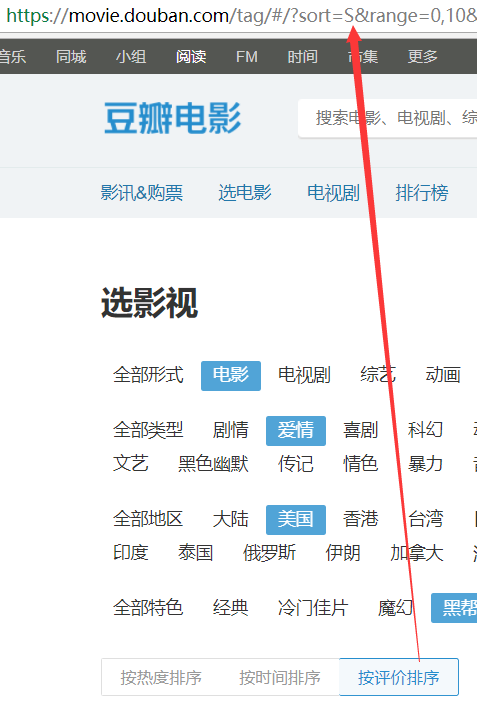 https://movie.douban.com/tag/#/?sort=S&range=0,108
音乐 同城 小组 阅读 FM 时间 市集 更多
豆瓣电影 搜索电影、电视剧、综
影讯&购票 选电影 电视剧 排行榜
选影视
全部形式 电影 电视剧 综艺 动画
全部类型 剧情 爱情 喜剧 科幻
文艺 黑色幽默 传记 情色 暴力
全部地区 大陆 美国 香港 台湾
印度 泰国 俄罗斯 伊朗 加拿大
全部特色 经典 冷门佳片 魔幻 黑帮
按热度排序 按时间排序 按评价排序